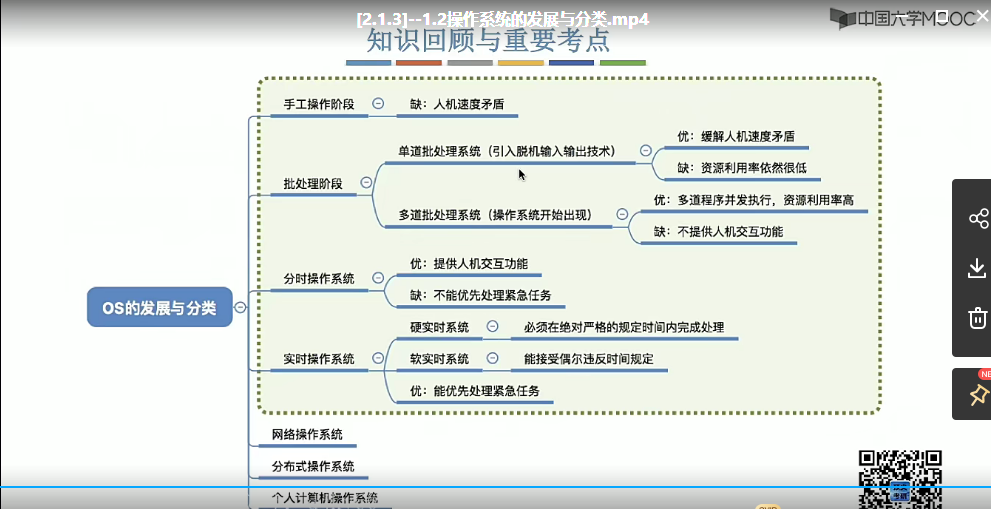 [2.1.3]--1.2操作系统的发展与分类.mp4
中国大学MOOC
知识回顾与重要考点
手工操作阶段
缺：人机速度矛盾
批处理阶段
单道批处理系统（引入脱机输入输出技术）
优：缓解人机速度矛盾
缺：资源利用率依然很低
多道批处理系统（操作系统开始出现）
优：多道程序并发执行，资源利用率高
缺：不提供人机交互功能
OS的发展与分类
分时操作系统
优：提供人机交互功能
缺：不能优先处理紧急任务
实时操作系统
硬实时系统
必须在绝对严格的规定时间内完成处理
软实时系统
能接受偶尔违反时间规定
优：能优先处理紧急任务
网络操作系统
分布式操作系统
个人计算机操作系统